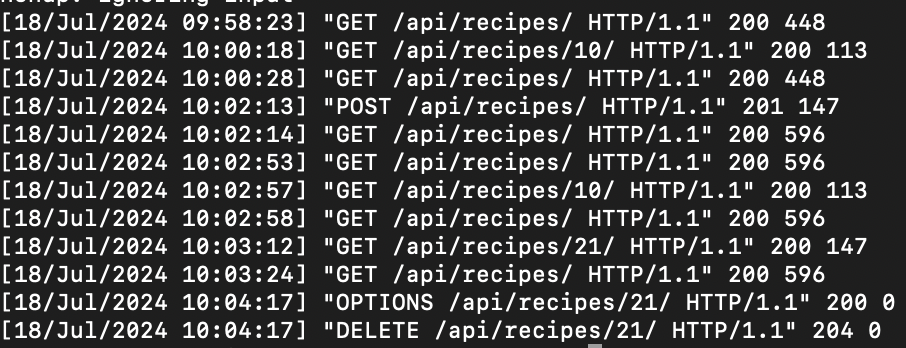 nohup: ignoring input
[18/Jul/2024 09:58:23] "GET /api/recipes/ HTTP/1.1" 200 448
[18/Jul/2024 10:00:18] "GET /api/recipes/10/ HTTP/1.1" 200 113
[18/Jul/2024 10:00:28] "GET /api/recipes/ HTTP/1.1" 200 448
[18/Jul/2024 10:02:13] "POST /api/recipes/ HTTP/1.1" 201 147
[18/Jul/2024 10:02:14] "GET /api/recipes/ HTTP/1.1" 200 596
[18/Jul/2024 10:02:53] "GET /api/recipes/ HTTP/1.1" 200 596
[18/Jul/2024 10:02:57] "GET /api/recipes/10/ HTTP/1.1" 200 113
[18/Jul/2024 10:02:58] "GET /api/recipes/ HTTP/1.1" 200 596
[18/Jul/2024 10:03:12] "GET /api/recipes/21/ HTTP/1.1" 200 147
[18/Jul/2024 10:03:24] "GET /api/recipes/ HTTP/1.1" 200 596
[18/Jul/2024 10:04:17] "OPTIONS /api/recipes/21/ HTTP/1.1" 200 0
[18/Jul/2024 10:04:17] "DELETE /api/recipes/21/ HTTP/1.1" 204 0